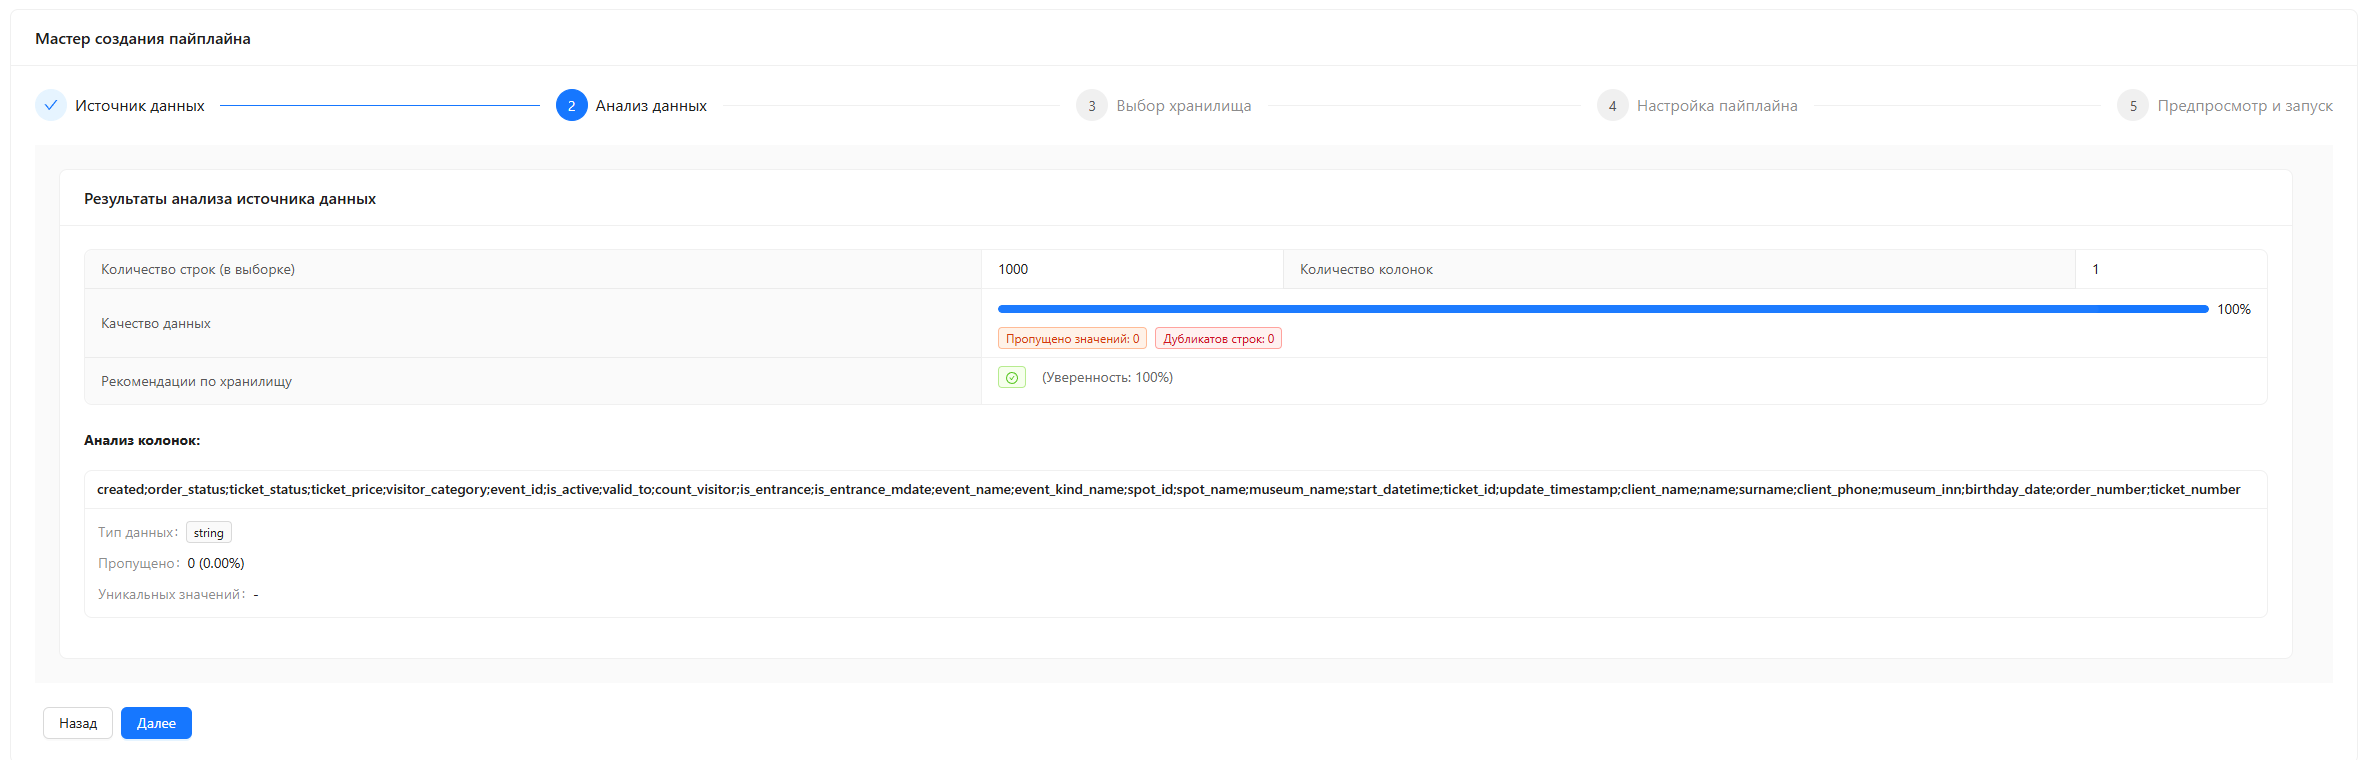 Мастер создания пайплайна
Источник данных
2 Анализ данных
3 Выбор хранилища
4 Настройка пайплайна
5 Предпросмотр и запуск
Результаты анализа источника данных
Количество строк (в выборке) 1000 Количество колонок 1
Качество данных 100%
Пропущено значений: 0 Дубликатов строк: 0
Рекомендации по хранилищу (Уверенность: 100%)
Анализ колонок:
created;order_status;ticket_status;ticket_price;visitor_category;event_id;is_active;valid_to;count_visitor;is_entrance;is_entrance_mdate;event_name;event_kind_name;spot_id;spot_name;museum_name;start_datetime;ticket_id;update_timestamp;client_name;name;surname;client_phone;museum_inn;birthday_date;order_number;ticket_number
Тип данных: string
Пропущено: 0 (0.00%)
Уникальных значений: -
Назад Далее